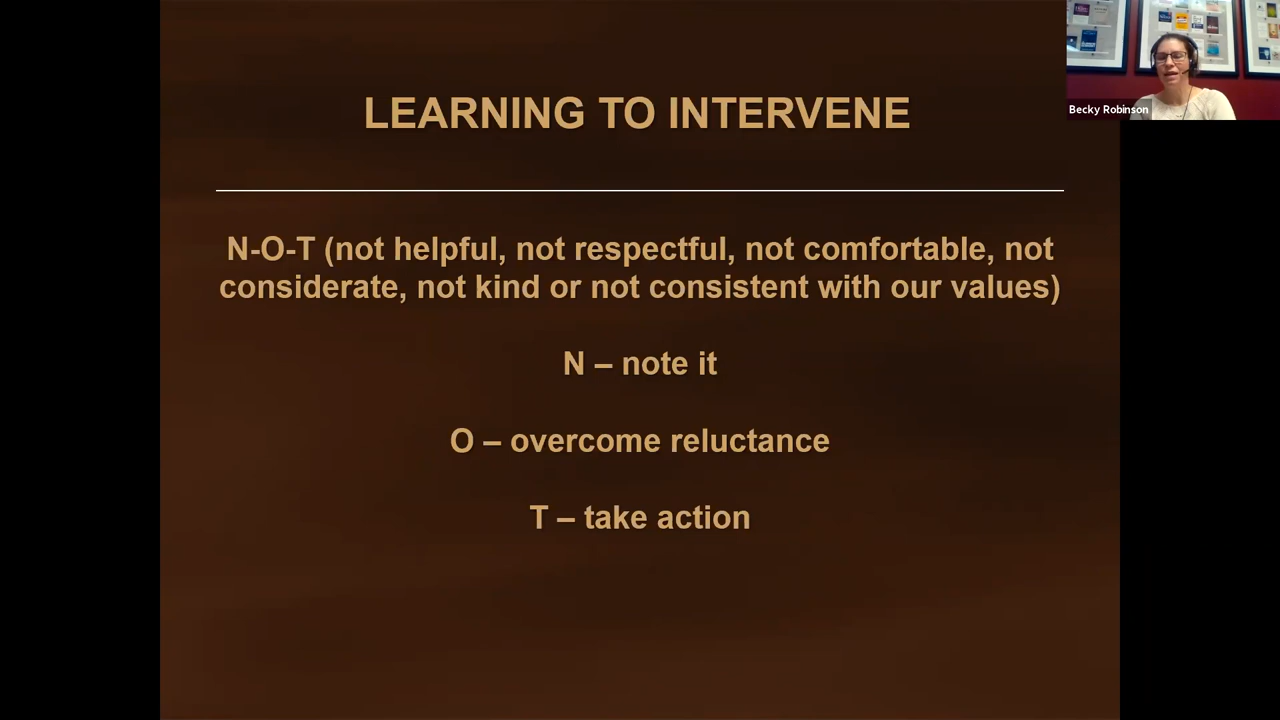 LEARNING TO INTERVENE
Becky Robinson
N-O-T (not helpful, not respectful, not comfortable, not
considerate, not kind or not consistent with our values)
N – note it
O – overcome reluctance
T – take action